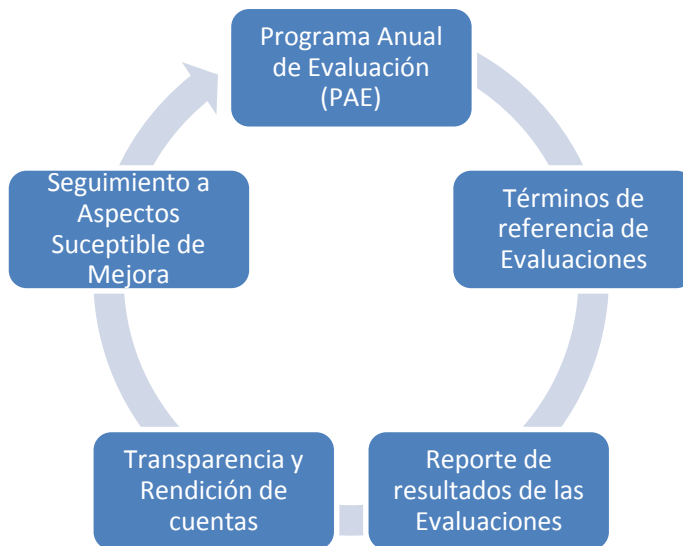 Programa Anual
de Evaluación
(PAE)
Términos de
referencia de
Evaluaciones
Reporte de
resultados de las
Evaluaciones
Transparencia y
Rendición de
cuentas
Seguimiento a
Aspectos
Suceptible de
Mejora